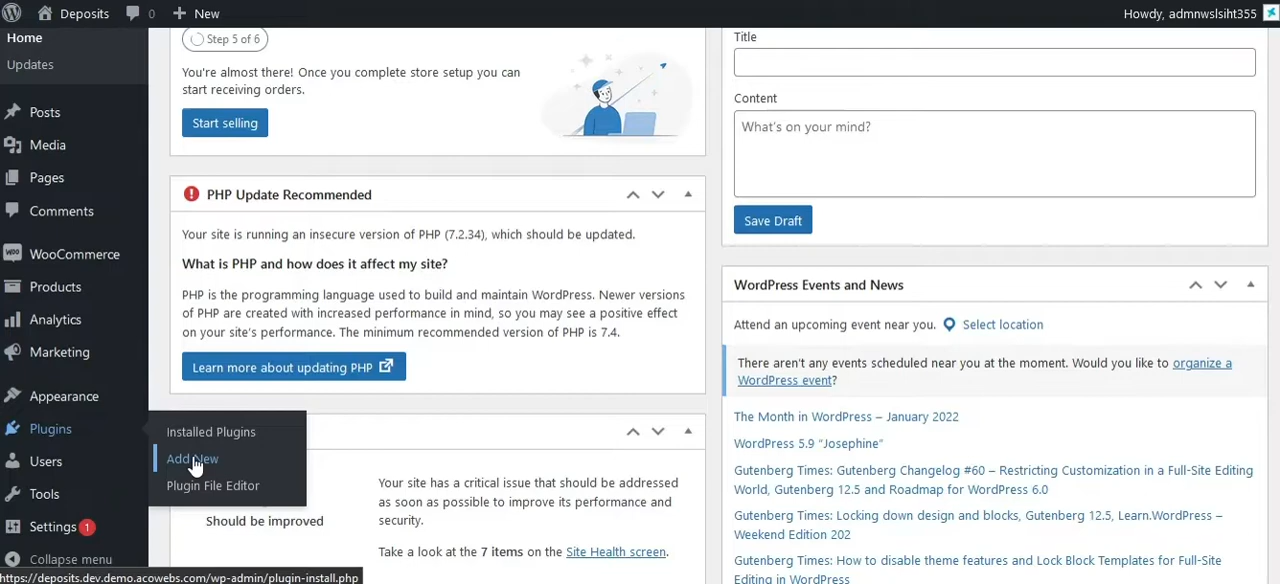 Deposits 0 New Howdy, admnwslsiht355
Home
Updates
Posts
Media
Pages
Comments
WooCommerce
Products
Analytics
Marketing
Appearance
Plugins
Users
Tools
Settings 1
Collapse menu
Installed Plugins
Add New
Plugin File Editor
Step 5 of 6
You're almost there! Once you complete store setup you can
start receiving orders.
Start selling
PHP Update Recommended
Your site is running an insecure version of PHP (7.2.34), which should be updated.
What is PHP and how does it affect my site?
PHP is the programming language used to build and maintain WordPress. Newer versions
of PHP are created with increased performance in mind, so you may see a positive effect
on your site's performance. The minimum recommended version of PHP is 7.4.
Learn more about updating PHP
Should be improved
Your site has a critical issue that should be addressed
as soon as possible to improve its performance and
security.
Take a look at the 7 items on the Site Health screen.
Title
Content
What's on your mind?
Save Draft
WordPress Events and News
Attend an upcoming event near you. Select location
There aren't any events scheduled near you at the moment. Would you like to organize a
WordPress event?
The Month in WordPress – January 2022
WordPress 5.9 “Josephine”
Gutenberg Times: Gutenberg Changelog #60 – Restricting Customization in a Full-Site Editing
World, Gutenberg 12.5 and Roadmap for WordPress 6.0
Gutenberg Times: Locking down design and blocks, Gutenberg 12.5, Learn.WordPress –
Weekend Edition 202
Gutenberg Times: How to disable theme features and Lock Block Templates for Full-Site
Editing in WordPress
https://deposits.dev.demo.acowebs.com/wp-admin/plugin-install.php